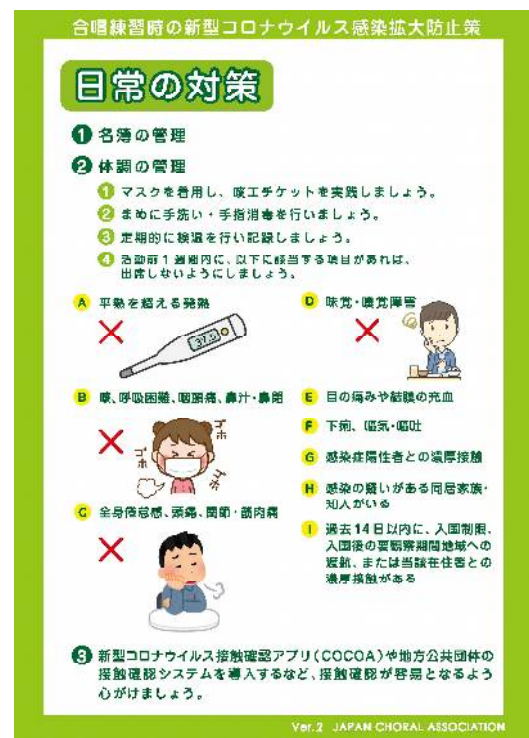 合唱練習時の新型コロナウイルス感染拡大防止策
日常の対策
1 名簿の管理
2 体調の管理
1 マスクを着用し、咳エチケットを実践しましょう。
2 まめに手洗い・手指消毒を行いましょう。
3 定期的に検温を行い記録しましょう。
4 活動前1週間内に、以下に該当する項目があれば、
出席しないようにしましょう。
A 平熱を超える発熱
37.5
B 咳、呼吸困難、咽頭痛、鼻汁・鼻閉
ゴホ
ゴホ
C 全身倦怠感、頭痛、関節・筋肉痛
D 味覚・嗅覚障害
E 目の痛みや結膜の充血
F 下痢、嘔気・嘔吐
G 感染症陽性者との濃厚接触
H 感染の疑いがある同居家族・
知人がいる
I 過去14日以内に、入国制限、
入国後の要観察期間地域への
渡航、または当該在住者との
濃厚接触がある
3 新型コロナウイルス接触確認アプリ(COCOA)や地方公共団体の
接触確認システムを導入するなど、接触確認が容易となるよう
心がけましょう。
Ver.2 JAPAN CHORAL ASSOCIATION